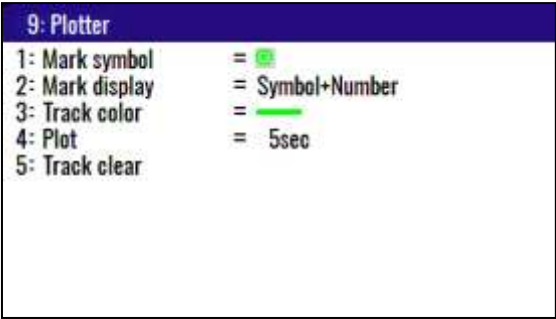 9: Plotter
1: Mark symbol =
2: Mark display = Symbol+Number
3: Track color =
4: Plot = 5sec
5: Track clear